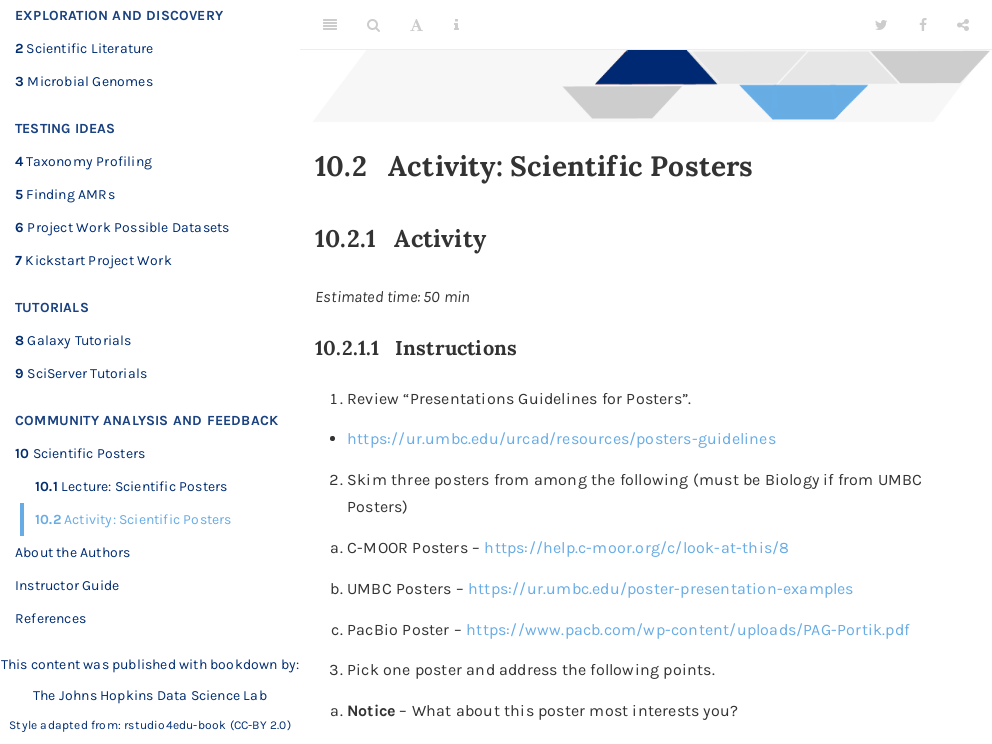 EXPLORATION AND DISCOVERY
2 Scientific Literature
3 Microbial Genomes
TESTING IDEAS
4 Taxonomy Profiling
5 Finding AMRs
6 Project Work Possible Datasets
7 Kickstart Project Work
TUTORIALS
8 Galaxy Tutorials
9 SciServer Tutorials
COMMUNITY ANALYSIS AND FEEDBACK
10 Scientific Posters
10.1 Lecture: Scientific Posters
10.2 Activity: Scientific Posters
About the Authors
Instructor Guide
References
This content was published with bookdown by:
The Johns Hopkins Data Science Lab
Style adapted from: rstudio4edu-book (CC-BY 2.0)
10.2 Activity: Scientific Posters
10.2.1 Activity
Estimated time: 50 min
10.2.1.1 Instructions
1. Review “Presentations Guidelines for Posters”.
• https://ur.umbc.edu/urcad/resources/posters-guidelines
2. Skim three posters from among the following (must be Biology if from UMBC
Posters)
a. C-MOOR Posters – https://help.c-moor.org/c/look-at-this/8
b. UMBC Posters – https://ur.umbc.edu/poster-presentation-examples
c. PacBio Poster – https://www.pacb.com/wp-content/uploads/PAG-Portik.pdf
3. Pick one poster and address the following points.
a. Notice – What about this poster most interests you?